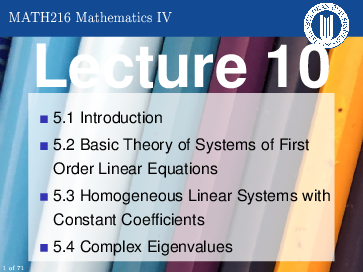 MATH216 Mathematics IV
Lecture 10
5.1 Introduction
5.2 Basic Theory of Systems of First
Order Linear Equations
5.3 Homogeneous Linear Systems with
Constant Coefficients
5.4 Complex Eigenvalues
1 of 71